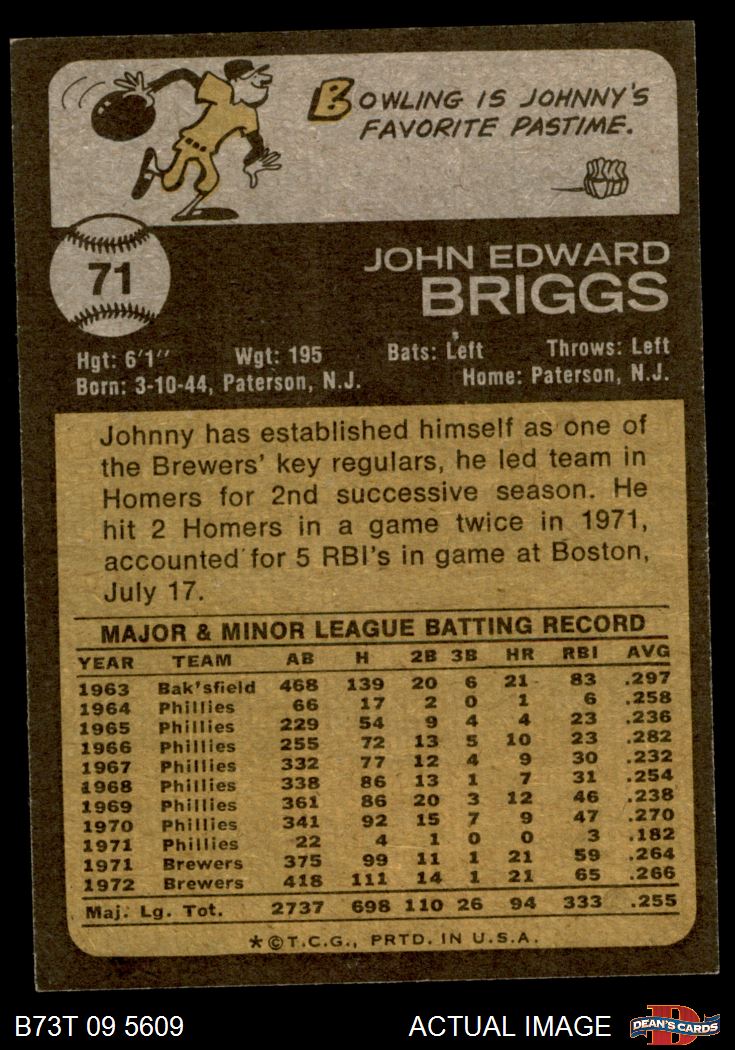 BOWLING IS JOHNNY'S
FAVORITE PASTIME.
71
JOHN EDWARD
BRIGGS
Hgt: 6'1" Wgt: 195 Bats: Left Throws: Left
Born: 3-10-44, Paterson, N.J. Home: Paterson, N.J.
Johnny has established himself as one of
the Brewers' key regulars, he led team in
Homers for 2nd successive season. He
hit 2 Homers in a game twice in 1971,
accounted for 5 RBI's in game at Boston,
July 17.
MAJOR & MINOR LEAGUE BATTING RECORD
YEAR TEAM AB H 2B 3B HR RBI AVG
1963 Bak'sfield 468 139 20 6 21 83 .297
1964 Phillies 66 17 2 0 1 6 .258
1965 Phillies 229 54 9 4 4 23 .236
1966 Phillies 255 72 13 5 10 23 .282
1967 Phillies 332 77 12 4 9 30 .232
1968 Phillies 338 86 13 1 7 31 .254
1969 Phillies 361 86 20 3 12 46 .238
1970 Phillies 341 92 15 7 9 47 .270
1971 Phillies 22 4 1 0 0 3 .182
1971 Brewers 375 99 11 1 21 59 .264
1972 Brewers 418 111 14 1 21 65 .266
Maj. Lg. Tot. 2737 698 110 26 94 333 .255
*©T.C.G., PRTD. IN U.S.A.
B73T 09 5609 ACTUAL IMAGE
D
DEAN'S CARDS